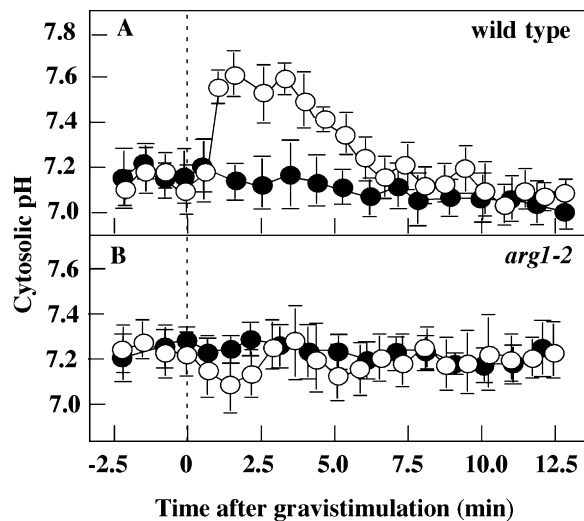 A
wild type
7.8
7.6
7.4
7.2
7.0
Cytosolic pH
B
arg1-2
7.6
7.4
7.2
7.0
-2.5
0
2.5
5.0
7.5
10.0
12.5
Time after gravistimulation (min)